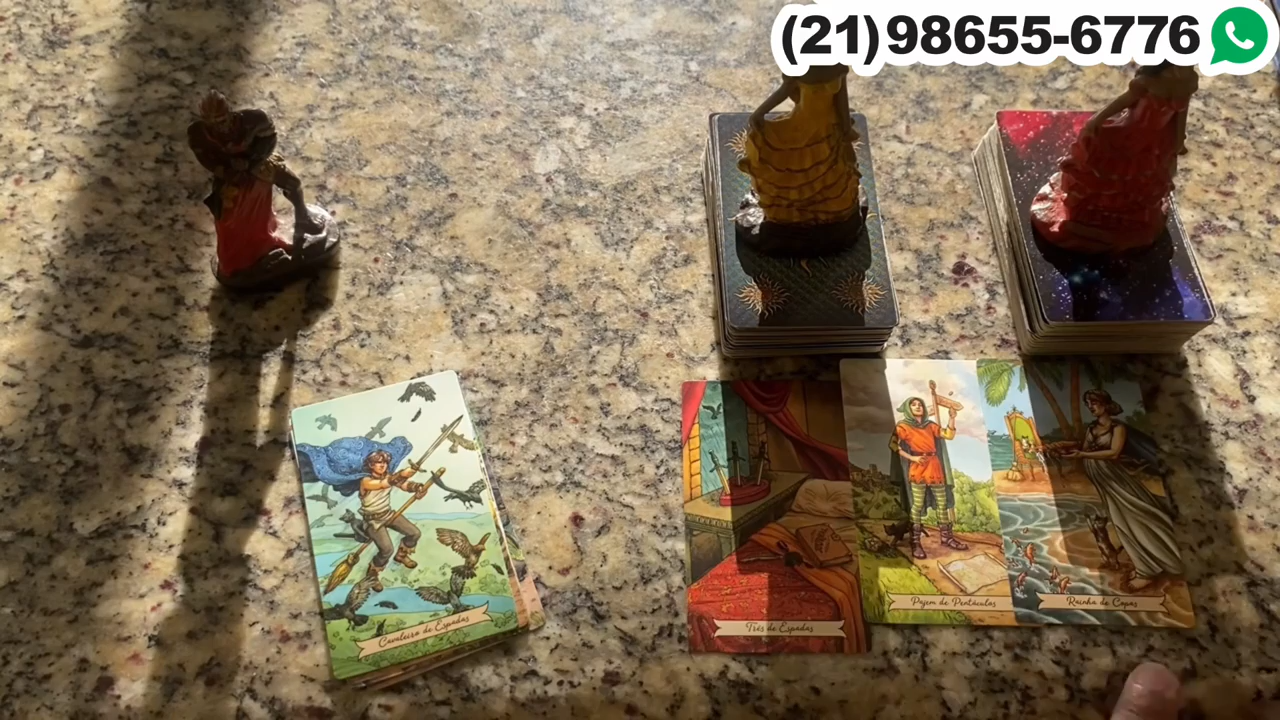 (21)98655-6776
Cavaleiro de Espadas
Três de Espadas
Pajem de Pentáculos
Rainha de Copas